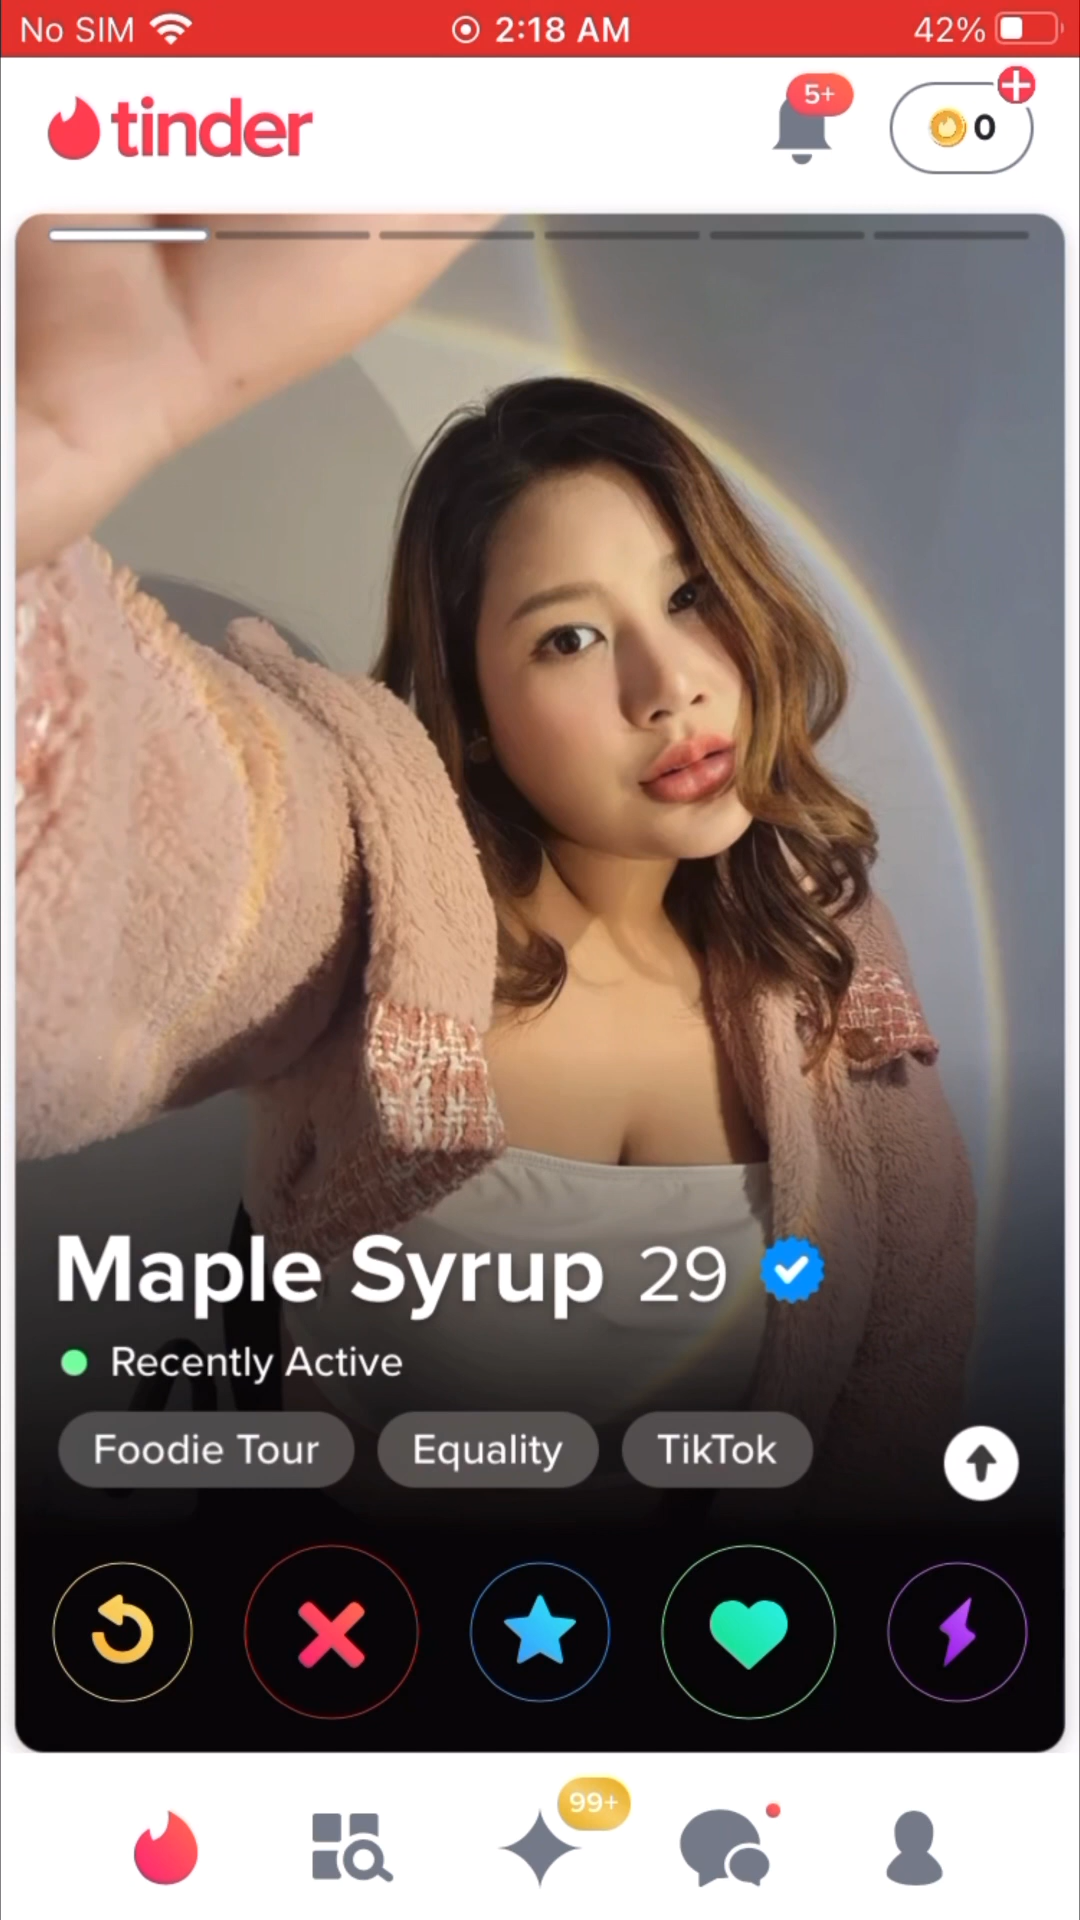 No SIM 2:18 AM 42%
tinder 5+ 0
Maple Syrup 29
Recently Active
Foodie Tour Equality TikTok
99+